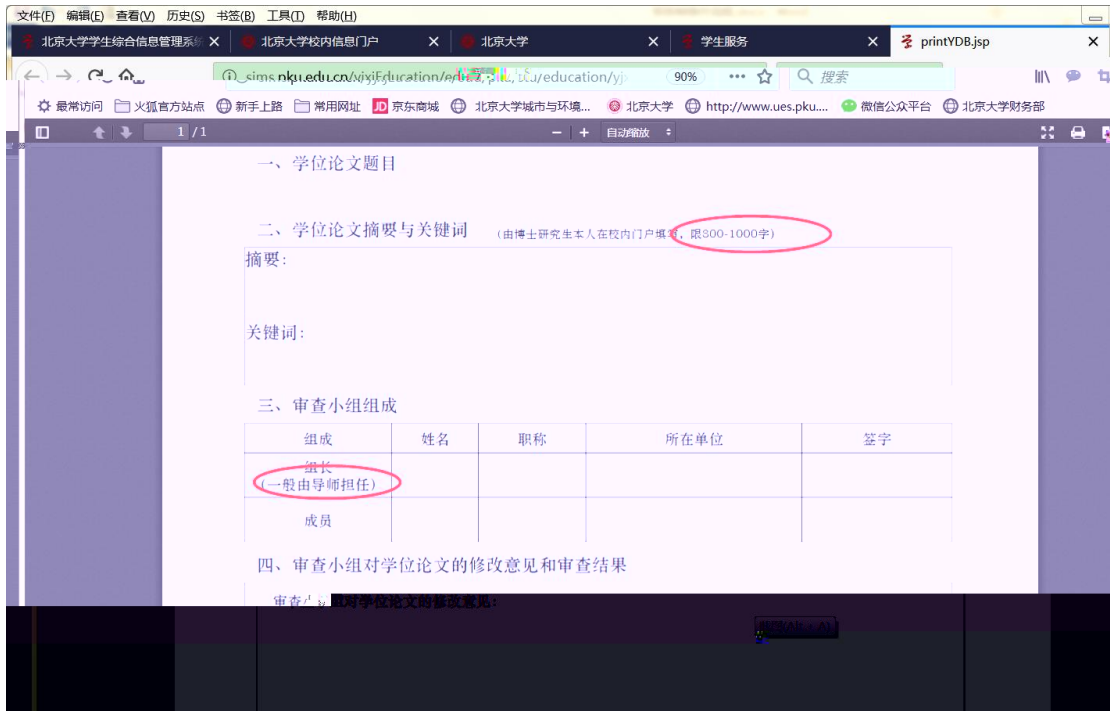 文件(F) 编辑(E) 查看(V) 历史(S) 书签(B) 工具(T) 帮助(H)
北京大学学生综合信息管理系统 × 北京大学校内信息门户 × 北京大学 × 学生服务 × printYDB.jsp ×
90% 搜索
最常访问 火狐官方站点 新手上路 常用网址 JD 京东商城 北京大学城市与环境... 北京大学 http://www.ues.pku.... 微信公众平台 北京大学财务部
1 / 1 − + 自动缩放
一、学位论文题目
二、学位论文摘要与关键词 (由博士研究生本人在校内门户填写，限800-1000字)
摘要:
关键词:
三、审查小组组成
组成 姓名 职称 所在单位 签字
组长
(一般由导师担任)
成员
四、审查小组对学位论文的修改意见和审查结果
审查小组对学位论文的修改意见: